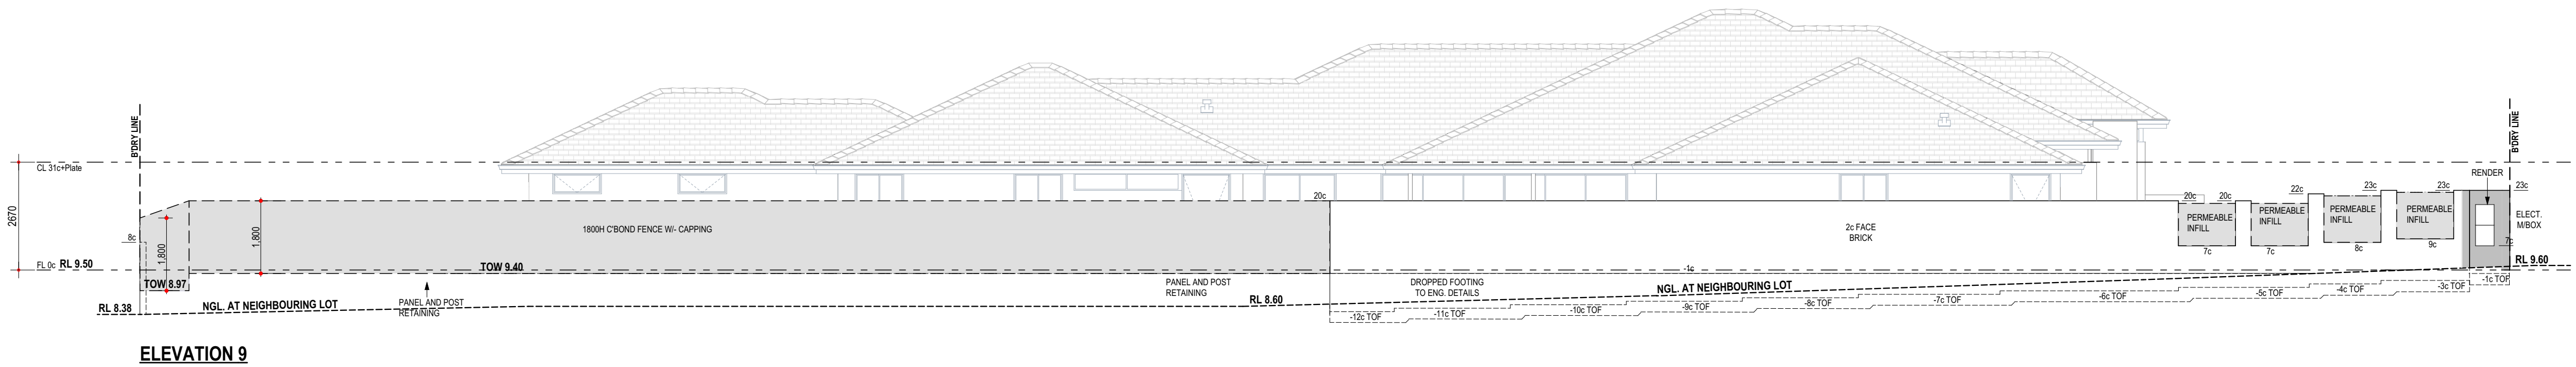 B'DRY LINE
B'DRY LINE
CL 31c+Plate
2670
RENDER
20c
20c
20c
22c
23c
23c
23c
PERMEABLE
INFILL
PERMEABLE
INFILL
PERMEABLE
INFILL
PERMEABLE
INFILL
ELECT.
M/BOX
1800H C'BOND FENCE W/- CAPPING
2c FACE
BRICK
8c
1,800
1,800
7c
7c
8c
9c
7c
FL 0c RL 9.50
TOW 9.40
-1c
RL 9.60
TOW 8.97
PANEL AND POST
RETAINING
DROPPED FOOTING
TO ENG. DETAILS
NGL. AT NEIGHBOURING LOT
-1c TOF
RL 8.38
NGL. AT NEIGHBOURING LOT
PANEL AND POST
RETAINING
RL 8.60
-12c TOF
-11c TOF
-10c TOF
-9c TOF
-8c TOF
-7c TOF
-6c TOF
-5c TOF
-4c TOF
-3c TOF
ELEVATION 9